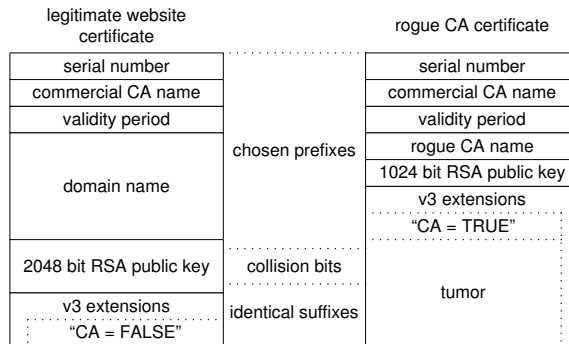 legitimate website
certificate
serial number
commercial CA name
validity period
domain name
2048 bit RSA public key
v3 extensions
“CA = FALSE”
chosen prefixes
collision bits
identical suffixes
rogue CA certificate
serial number
commercial CA name
validity period
rogue CA name
1024 bit RSA public key
v3 extensions
“CA = TRUE”
tumor